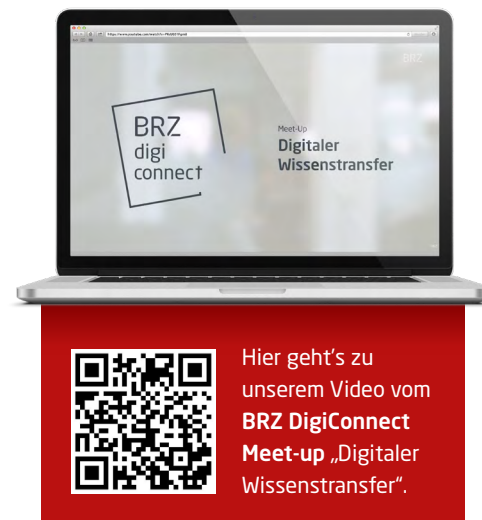 BRZ
BRZ
digi
connect
Meet-Up
Digitaler
Wissenstransfer
Hier geht's zu
unserem Video vom
BRZ DigiConnect
Meet-up „Digitaler
Wissenstransfer“.